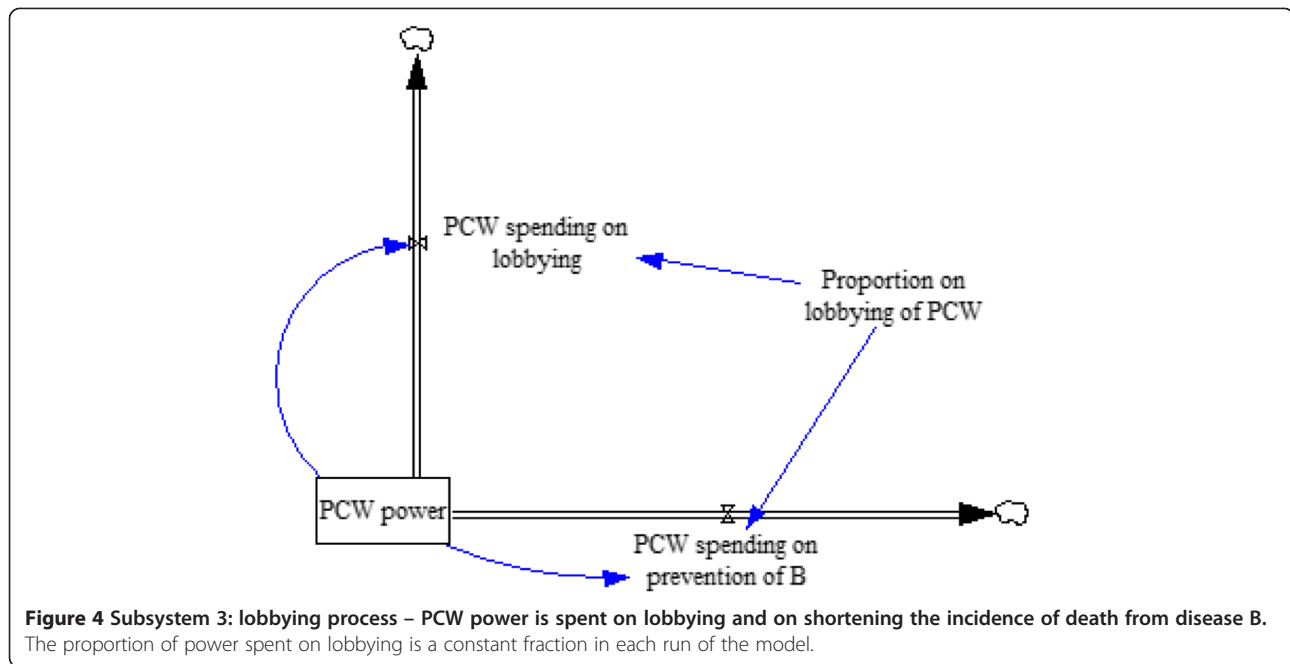 PCW spending on
lobbying
Proportion on
lobbying of PCW
PCW power
PCW spending on
prevention of B
Figure 4 Subsystem 3: lobbying process – PCW power is spent on lobbying and on shortening the incidence of death from disease B.
The proportion of power spent on lobbying is a constant fraction in each run of the model.